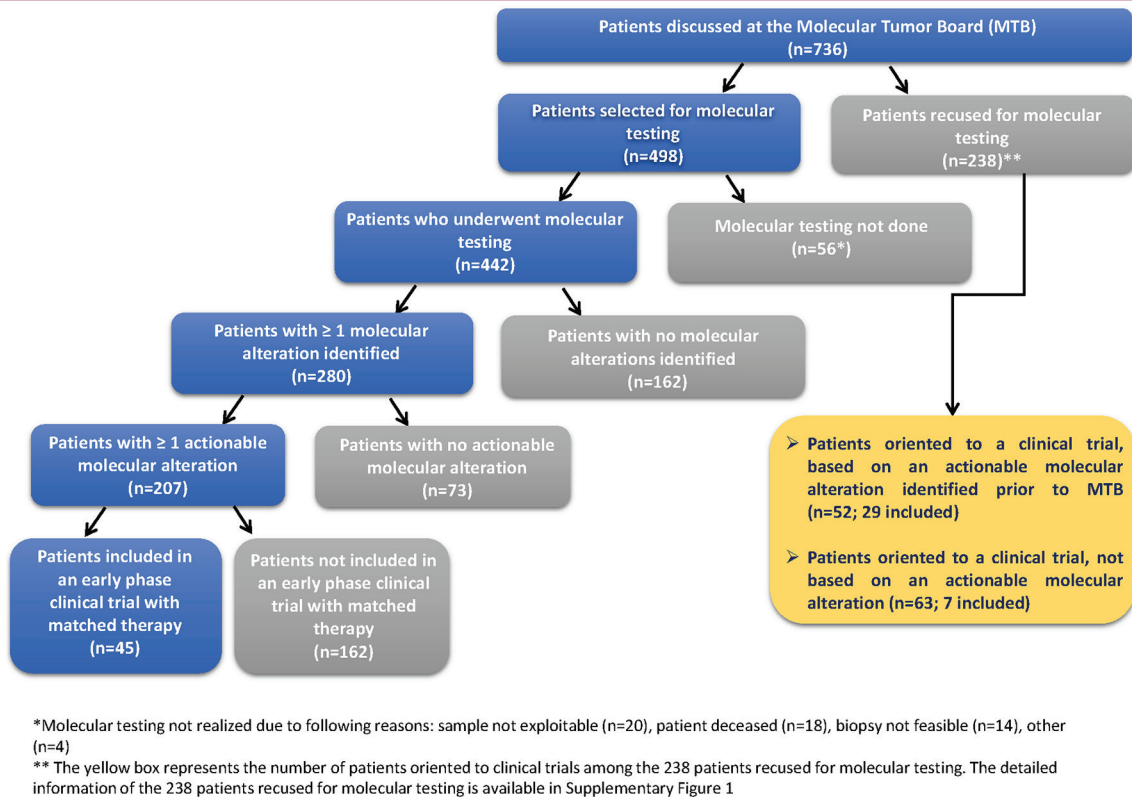 Patients discussed at the Molecular Tumor Board (MTB)
(n=736)
Patients selected for molecular
testing
(n=498)
Patients recused for molecular
testing
(n=238)**
Patients who underwent molecular
testing
(n=442)
Molecular testing not done
(n=56*)
Patients with ≥ 1 molecular
alteration identified
(n=280)
Patients with no molecular
alterations identified
(n=162)
Patients with ≥ 1 actionable
molecular alteration
(n=207)
Patients with no actionable
molecular alteration
(n=73)
Patients included in
an early phase
clinical trial with
matched therapy
(n=45)
Patients not included in
an early phase clinical
trial with matched
therapy
(n=162)
➢ Patients oriented to a clinical trial,
based on an actionable molecular
alteration identified prior to MTB
(n=52; 29 included)
➢ Patients oriented to a clinical trial, not
based on an actionable molecular
alteration (n=63; 7 included)
*Molecular testing not realized due to following reasons: sample not exploitable (n=20), patient deceased (n=18), biopsy not feasible (n=14), other
(n=4)
** The yellow box represents the number of patients oriented to clinical trials among the 238 patients recused for molecular testing. The detailed
information of the 238 patients recused for molecular testing is available in Supplementary Figure 1